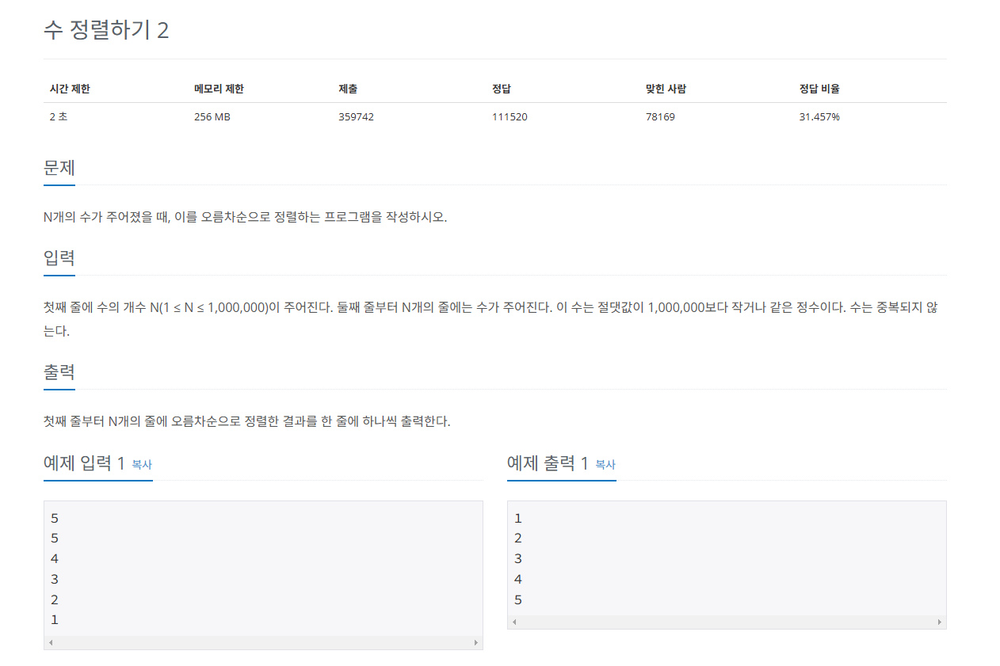 수 정렬하기 2
시간 제한 메모리 제한 제출 정답 맞힌 사람 정답 비율
2 초 256 MB 359742 111520 78169 31.457%
문제
N개의 수가 주어졌을 때, 이를 오름차순으로 정렬하는 프로그램을 작성하시오.
입력
첫째 줄에 수의 개수 N(1 ≤ N ≤ 1,000,000)이 주어진다. 둘째 줄부터 N개의 줄에는 수가 주어진다. 이 수는 절댓값이 1,000,000보다 작거나 같은 정수이다. 수는 중복되지 않
는다.
출력
첫째 줄부터 N개의 줄에 오름차순으로 정렬한 결과를 한 줄에 하나씩 출력한다.
예제 입력 1 복사
5
5
4
3
2
1
예제 출력 1 복사
1
2
3
4
5